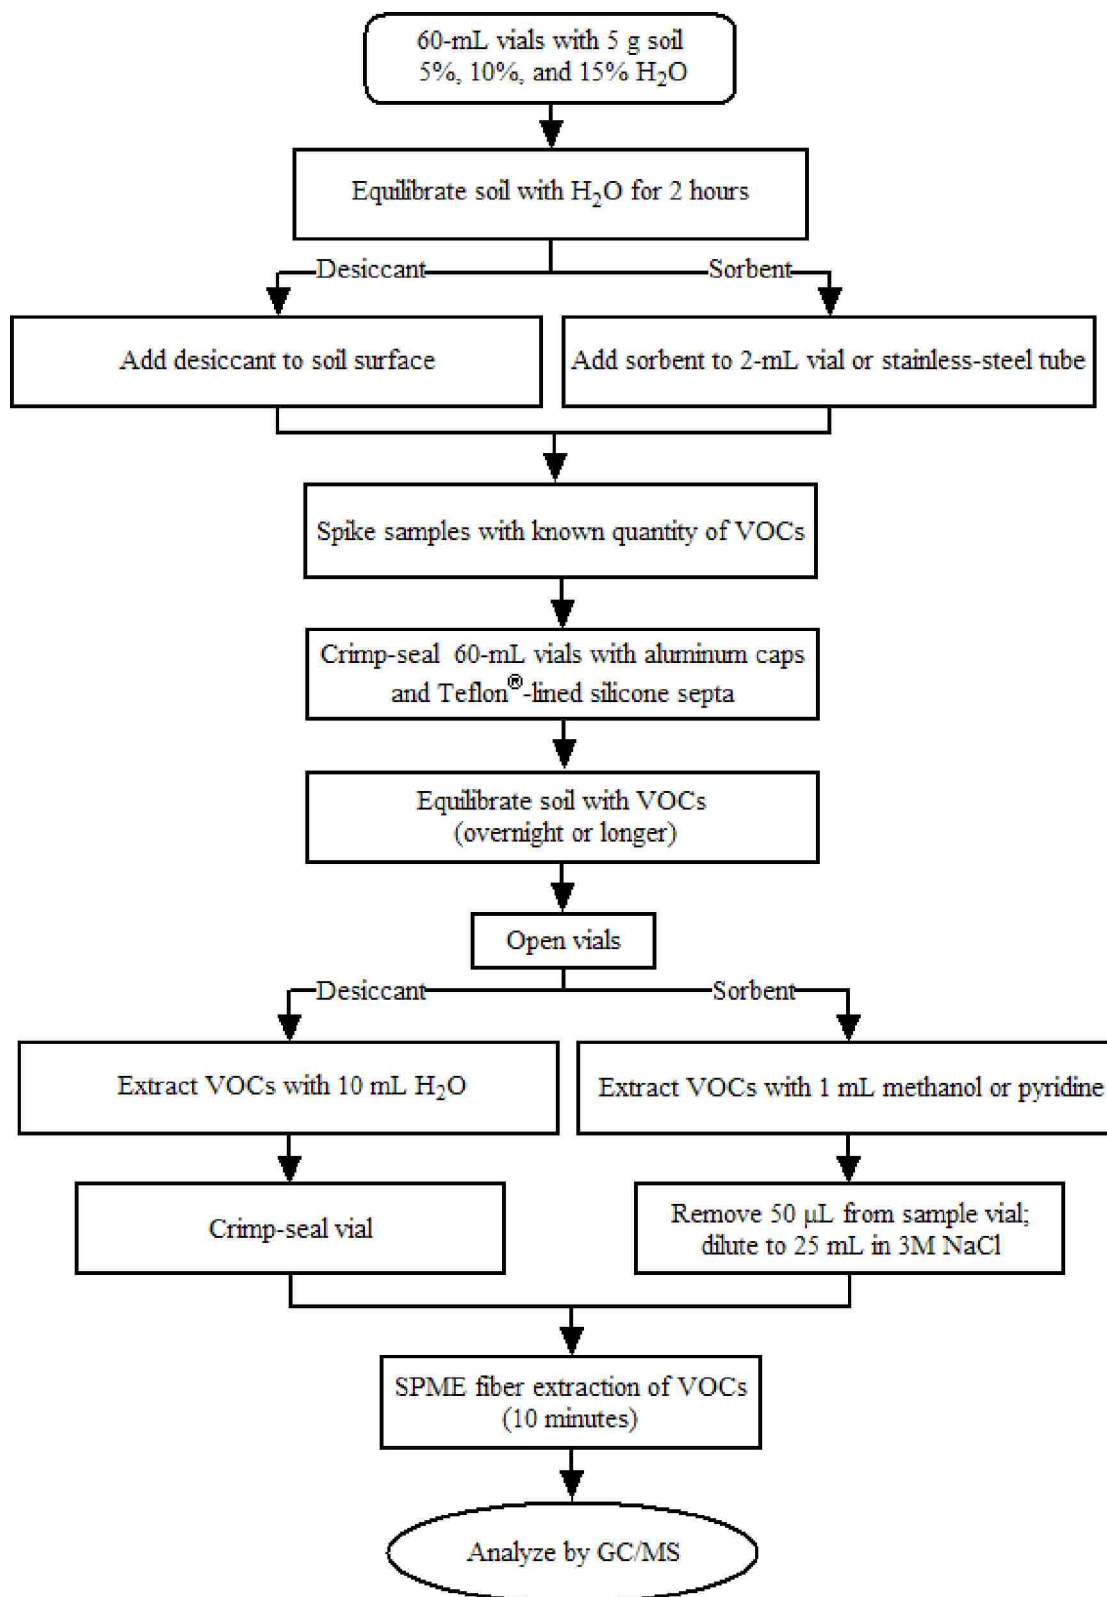 60-mL vials with 5 g soil
5%, 10%, and 15% H₂O
Equilibrate soil with H₂O for 2 hours
Desiccant
Sorbent
Add desiccant to soil surface
Add sorbent to 2-mL vial or stainless-steel tube
Spike samples with known quantity of VOCs
Crimp-seal 60-mL vials with aluminum caps
and Teflon®-lined silicone septa
Equilibrate soil with VOCs
(overnight or longer)
Open vials
Desiccant
Sorbent
Extract VOCs with 10 mL H₂O
Extract VOCs with 1 mL methanol or pyridine
Crimp-seal vial
Remove 50 μL from sample vial;
dilute to 25 mL in 3M NaCl
SPME fiber extraction of VOCs
(10 minutes)
Analyze by GC/MS